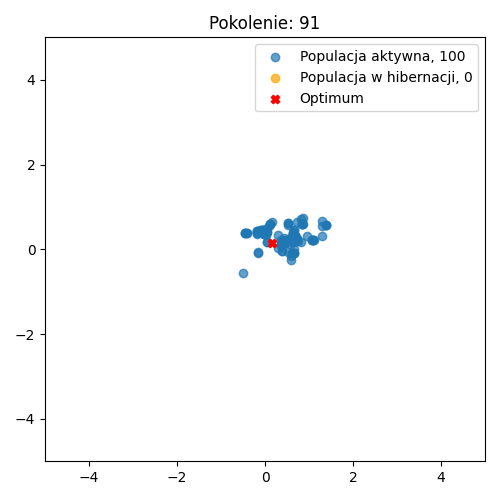 Pokolenie: 91
Populacja aktywna, 100
Populacja w hibernacji, 0
Optimum
4
2
0
−2
−4
−4 −2 0 2 4